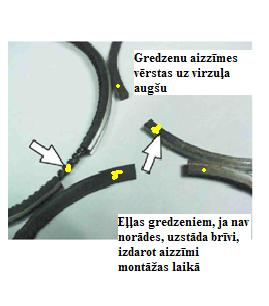 Gredzenu aizzīmes
vērstas uz virzuļa
augšu
Eļļas gredzeniem, ja nav
norādes, uzstāda brīvi,
izdarot aizzīmi
montāžas laikā